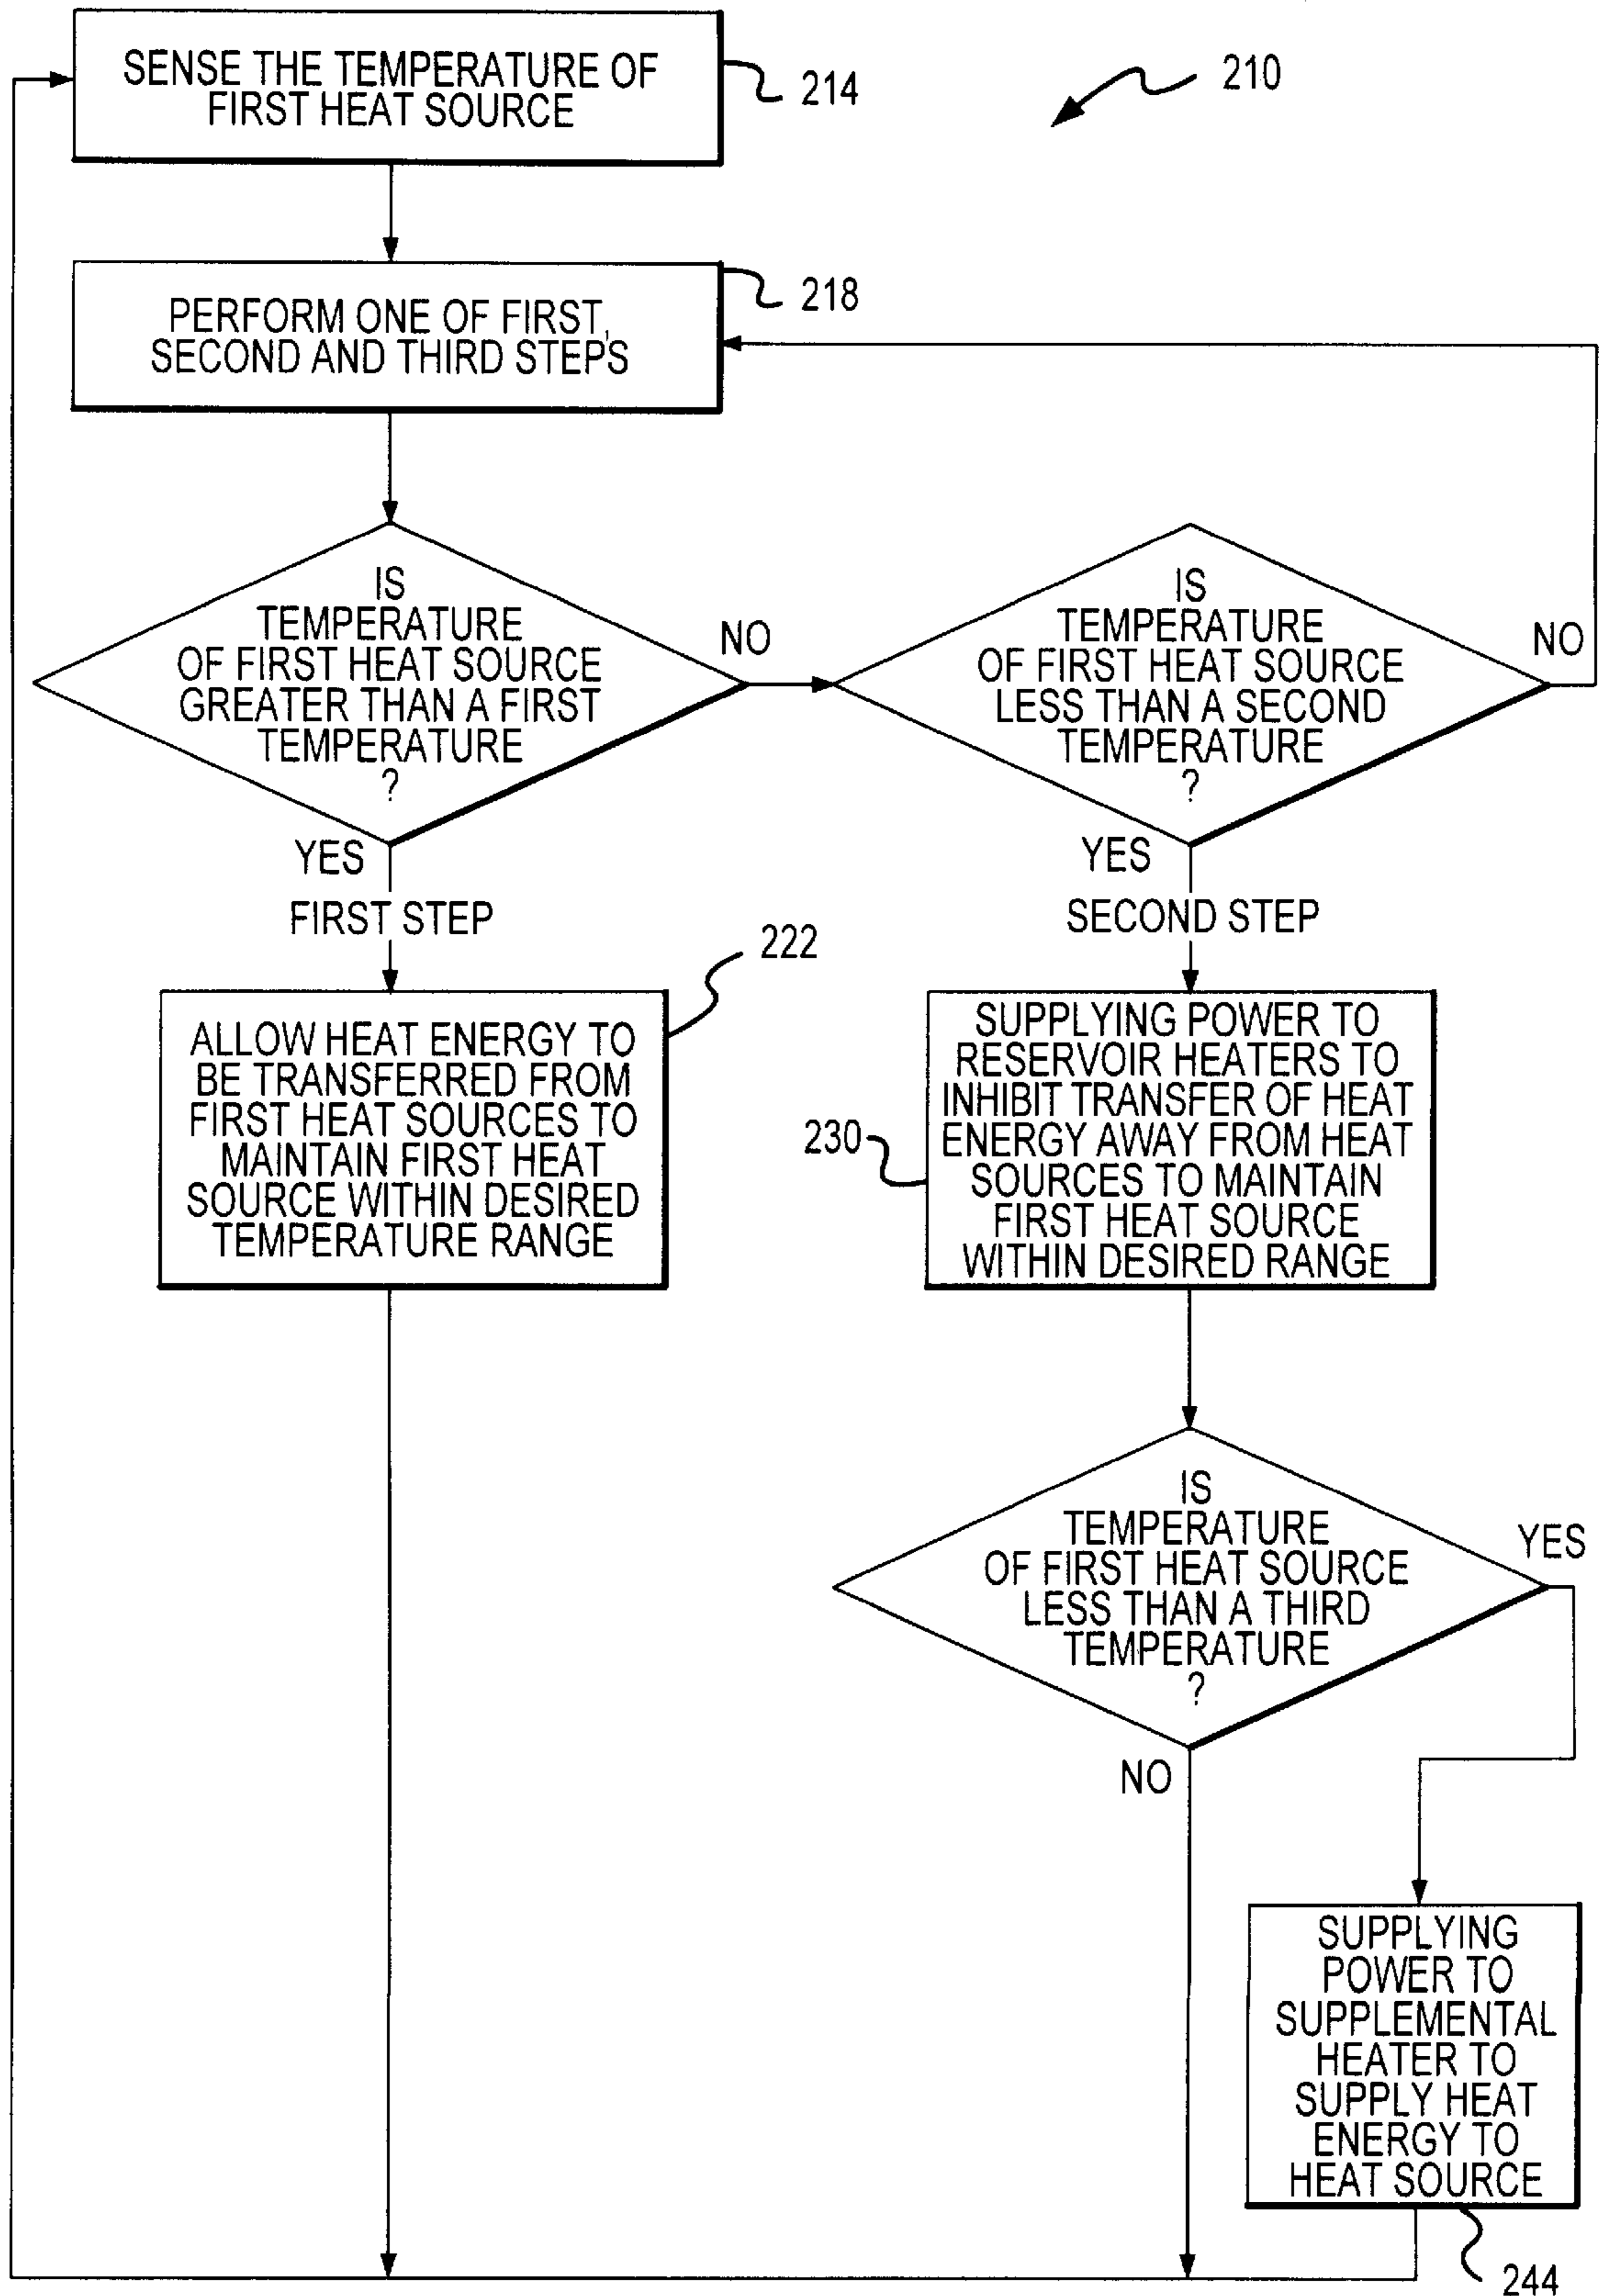 SENSE THE TEMPERATURE OF
FIRST HEAT SOURCE
214
210
PERFORM ONE OF FIRST,
SECOND AND THIRD STEPS
218
IS
TEMPERATURE
OF FIRST HEAT SOURCE
GREATER THAN A FIRST
TEMPERATURE
?
NO
IS
TEMPERATURE
OF FIRST HEAT SOURCE
LESS THAN A SECOND
TEMPERATURE
?
NO
YES
FIRST STEP
YES
SECOND STEP
222
ALLOW HEAT ENERGY TO
BE TRANSFERRED FROM
FIRST HEAT SOURCES TO
MAINTAIN FIRST HEAT
SOURCE WITHIN DESIRED
TEMPERATURE RANGE
230
SUPPLYING POWER TO
RESERVOIR HEATERS TO
INHIBIT TRANSFER OF HEAT
ENERGY AWAY FROM HEAT
SOURCES TO MAINTAIN
FIRST HEAT SOURCE
WITHIN DESIRED RANGE
IS
TEMPERATURE
OF FIRST HEAT SOURCE
LESS THAN A THIRD
TEMPERATURE
?
YES
NO
SUPPLYING
POWER TO
SUPPLEMENTAL
HEATER TO
SUPPLY HEAT
ENERGY TO
HEAT SOURCE
244